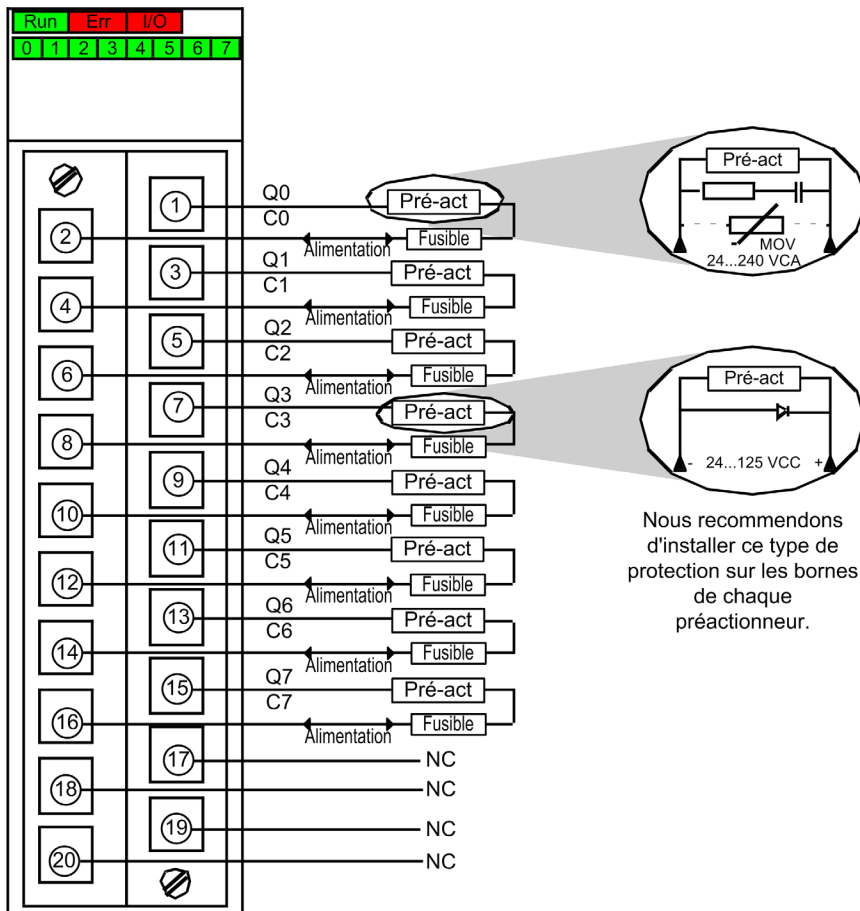 Run Err I/O
0 1 2 3 4 5 6 7
Pré-act
MOV
24...240 VCA
1 Q0 Pré-act
C0
2 Alimentation Fusible
3 Q1 Pré-act
C1
4 Alimentation Fusible
5 Q2 Pré-act
C2
6 Alimentation Fusible
7 Q3 Pré-act
C3
8 Alimentation Fusible
Pré-act
- 24...125 VCC +
9 Q4 Pré-act
C4
10 Alimentation Fusible
11 Q5 Pré-act
C5
12 Alimentation Fusible
13 Q6 Pré-act
C6
14 Alimentation Fusible
15 Q7 Pré-act
C7
16 Alimentation Fusible
17 NC
18 NC
19 NC
20 NC
Nous recommendons
d'installer ce type de
protection sur les bornes
de chaque
préactionneur.